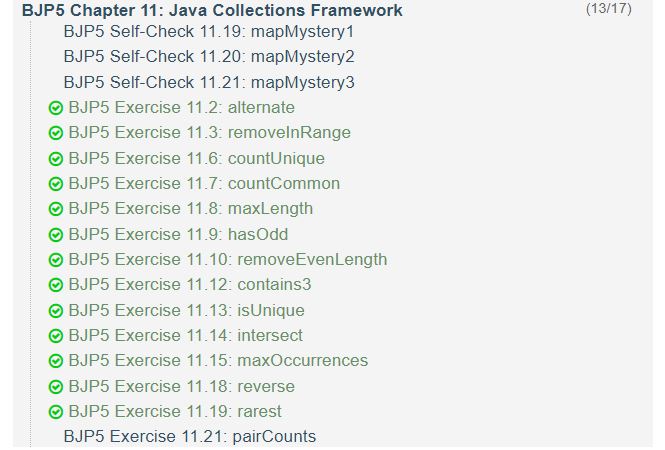 BJP5 Chapter 11: Java Collections Framework (13/17)
BJP5 Self-Check 11.19: mapMystery1
BJP5 Self-Check 11.20: mapMystery2
BJP5 Self-Check 11.21: mapMystery3
BJP5 Exercise 11.2: alternate
BJP5 Exercise 11.3: removeInRange
BJP5 Exercise 11.6: countUnique
BJP5 Exercise 11.7: countCommon
BJP5 Exercise 11.8: maxLength
BJP5 Exercise 11.9: hasOdd
BJP5 Exercise 11.10: removeEvenLength
BJP5 Exercise 11.12: contains3
BJP5 Exercise 11.13: isUnique
BJP5 Exercise 11.14: intersect
BJP5 Exercise 11.15: maxOccurrences
BJP5 Exercise 11.18: reverse
BJP5 Exercise 11.19: rarest
BJP5 Exercise 11.21: pairCounts